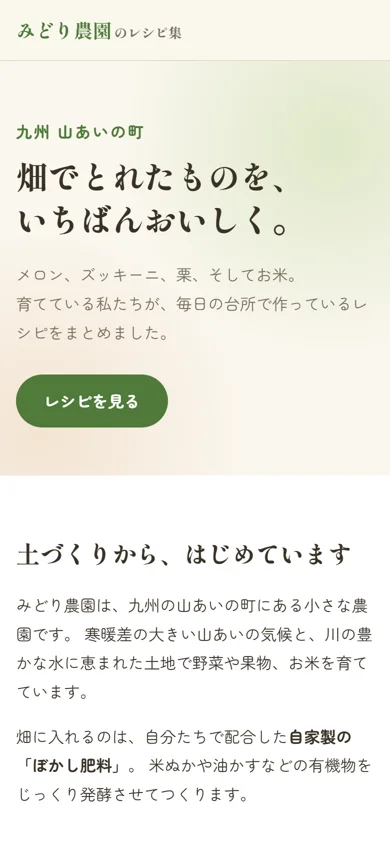 みどり農園のレシピ集
九州 山あいの町
畑でとれたものを、
いちばんおいしく。
メロン、ズッキーニ、栗、そしてお米。
育てている私たちが、毎日の台所で作っているレ
シピをまとめました。
レシピを見る
土づくりから、はじめています
みどり農園は、九州の山あいの町にある小さな農
園です。 寒暖差の大きい山あいの気候と、川の豊
かな水に恵まれた土地で野菜や果物、お米を育て
ています。
畑に入れるのは、自分たちで配合した自家製の
「ぼかし肥料」。 米ぬかや油かすなどの有機物を
じっくり発酵させてつくります。